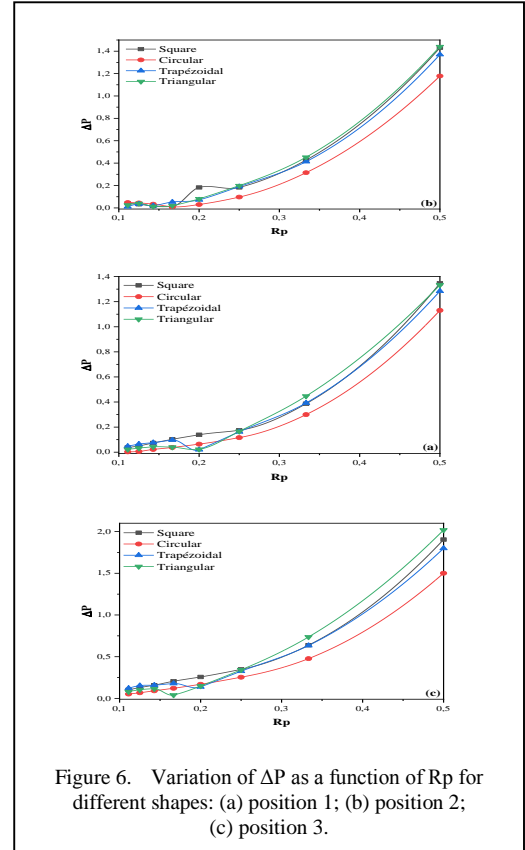 1,4
1,2
1,0
0,8
0,6
0,4
0,2
0,0
ΔP
Square
Circular
Trapézoidal
Triangular
(b)
0,1 0,2 0,3 0,4 0,5
Rp
1,4
1,2
1,0
0,8
0,6
0,4
0,2
0,0
ΔP
Square
Circular
Trapézoidal
Triangular
(a)
0,1 0,2 0,3 0,4 0,5
Rp
2,0
1,5
1,0
0,5
0,0
ΔP
Square
Circular
Trapézoidal
Triangular
(c)
0,1 0,2 0,3 0,4 0,5
Rp
Figure 6. Variation of ΔP as a function of Rp for
different shapes: (a) position 1; (b) position 2;
(c) position 3.